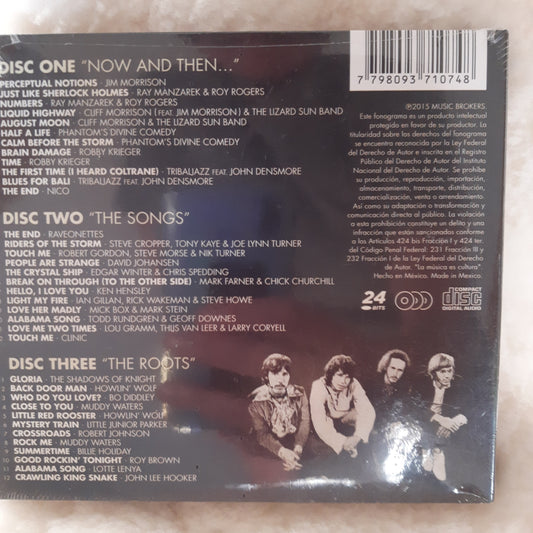 DISC ONE "NOW AND THEN..."
PERCEPTUAL NOTIONS · JIM MORRISON
JUST LIKE SHERLOCK HOLMES · RAY MANZAREK & ROY ROGERS
NUMBERS · RAY MANZAREK & ROY ROGERS
LIQUID HIGHWAY · CLIFF MORRISON (FEAT. JIM MORRISON) & THE LIZARD SUN BAND
AUGUST MOON · CLIFF MORRISON & THE LIZARD SUN BAND
HALF A LIFE · PHANTOM'S DIVINE COMEDY
CALM BEFORE THE STORM · PHANTOM'S DIVINE COMEDY
BRAIN DAMAGE · ROBBY KRIEGER
TIME · ROBBY KRIEGER
THE FIRST TIME (I HEARD COLTRANE) · TRIBALJAZZ FEAT. JOHN DENSMORE
BLUES FOR BALI · TRIBALJAZZ FEAT. JOHN DENSMORE
THE END · NICO
DISC TWO "THE SONGS"
THE END · RAVEONETTES
RIDERS OF THE STORM · STEVE CROPPER, TONY KAYE & JOE LYNN TURNER
TOUCH ME · ROBERT GORDON, STEVE MORSE & NIK TURNER
PEOPLE ARE STRANGE · DAVID JOHANSEN
THE CRYSTAL SHIP · EDGAR WINTER & CHRIS SPEDDING
BREAK ON THROUGH (TO THE OTHER SIDE) · MARK FARNER & CHICK CHURCHILL
HELLO, I LOVE YOU · KEN HENSLEY
LIGHT MY FIRE · IAN GILLAN, RICK WAKEMAN & STEVE HOWE
LOVE HER MADLY · MICK BOX & MARK STEIN
ALABAMA SONG · TODD RUNDGREN & GEOFF DOWNES
LOVE ME TWO TIMES · LOU GRAMM, THIJS VAN LEER & LARRY CORYELL
TOUCH ME · CLINIC
DISC THREE "THE ROOTS"
1 GLORIA · THE SHADOWS OF KNIGHT
2 BACK DOOR MAN · HOWLIN' WOLF
3 WHO DO YOU LOVE? · BO DIDDLEY
4 CLOSE TO YOU · MUDDY WATERS
5 LITTLE RED ROOSTER · HOWLIN' WOLF
6 MYSTERY TRAIN · LITTLE JUNIOR PARKER
7 CROSSROADS · ROBERT JOHNSON
8 ROCK ME · MUDDY WATERS
9 SUMMERTIME · BILLIE HOLIDAY
10 GOOD ROCKIN' TONIGHT · ROY BROWN
11 ALABAMA SONG · LOTTE LENYA
12 CRAWLING KING SNAKE · JOHN LEE HOOKER
7 798093 710748
℗2015 MUSIC BROKERS.
Este fonograma es un producto intelectual
protegido en favor de su productor. La
titularidad de los derechos del fonograma
se encuentra reconocida por la Ley Federal
del Derecho de Autor e inscrita en el Registro
Público del Derecho de Autor del Instituto
Nacional del Derecho de Autor. Se prohíbe
su producción, reproducción, importación,
almacenamiento, transporte, distribución,
comercialización, venta o arrendamiento.
Así como su adaptación o transformación y
comunicación directa al público. La violación
a esta prohibición constituye un delito y una
infracción que están sancionados conforme
a los Artículos 424 bis Fracción I y 424 ter.
del Código Penal Federal: 231 Fracción III y
232 Fracción I de la Ley Federal del Derecho
de Autor. "La música es cultura".
Hecho en México. Made in Mexico.
24 BITS
COMPACT disc DIGITAL AUDIO